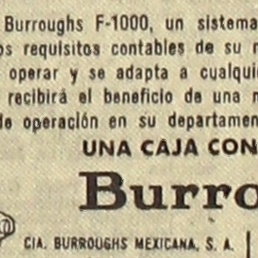 Burroughs F-1000, un sistema
os requisitos contables de su n
operar y se adapta a cualqui
recibirá el beneficio de una n
de operación en su departamen
UNA CAJA CON
Burro
CIA. BURROUGHS MEXICANA, S. A.